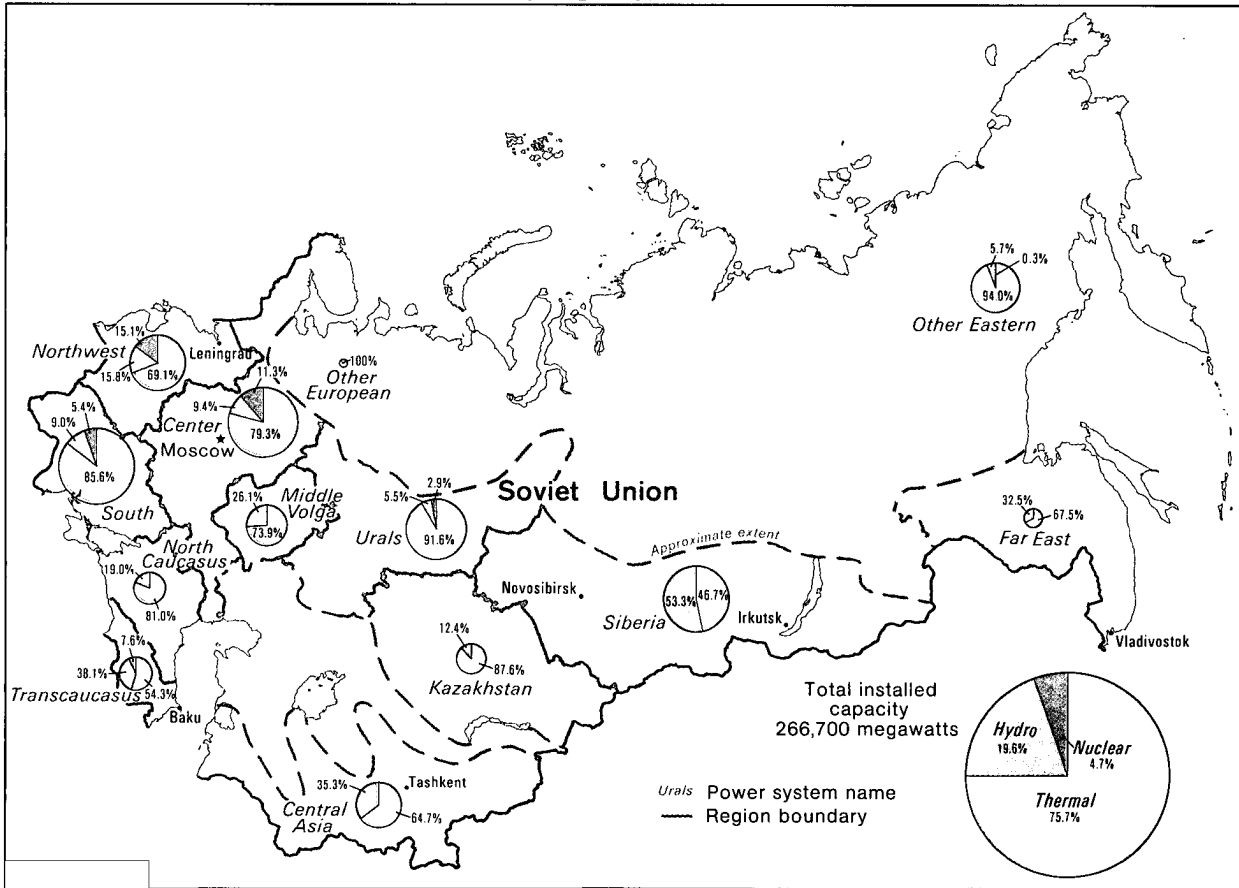 5.7%
0.3%
94.0%
Other Eastern
15.1%
Northwest
Leningrad
15.8%
69.1%
100%
Other
European
11.3%
9.4%
Center
Moscow
79.3%
5.4%
9.0%
85.6%
South
26.1%
Middle
Volga
73.9%
2.9%
5.5%
Urals
91.6%
Soviet Union
Approximate extent
32.5%
67.5%
Far East
North
Caucasus
19.0%
81.0%
Novosibirsk
53.3%
46.7%
Siberia
Irkutsk
Vladivostok
7.6%
38.1%
54.3%
Transcaucasus
Baku
12.4%
87.6%
Kazakhstan
35.3%
Tashkent
Central
Asia
64.7%
Total installed
capacity
266,700 megawatts
Hydro
19.6%
Nuclear
4.7%
Thermal
75.7%
Urals Power system name
Region boundary